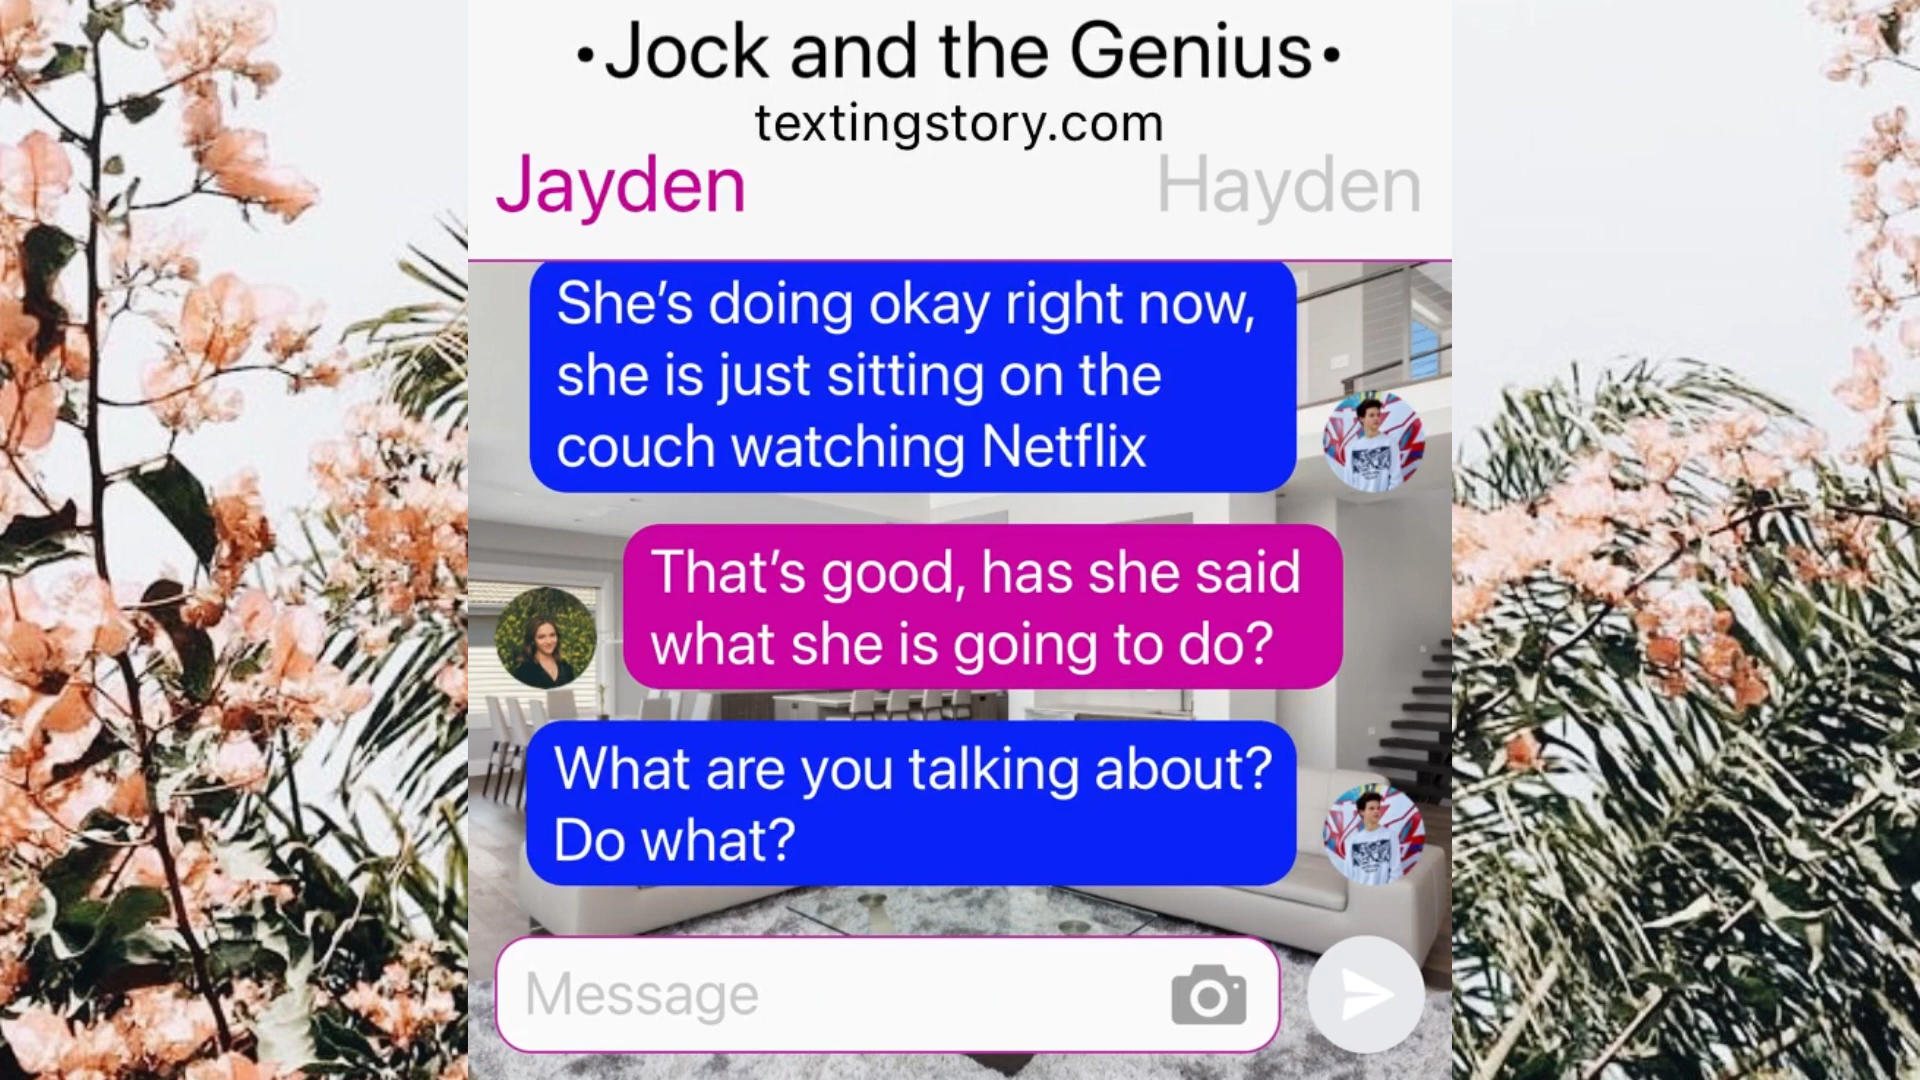 •Jock and the Genius•
textingstory.com
Jayden
Hayden
She’s doing okay right now,
she is just sitting on the
couch watching Netflix
That’s good, has she said
what she is going to do?
What are you talking about?
Do what?
Message